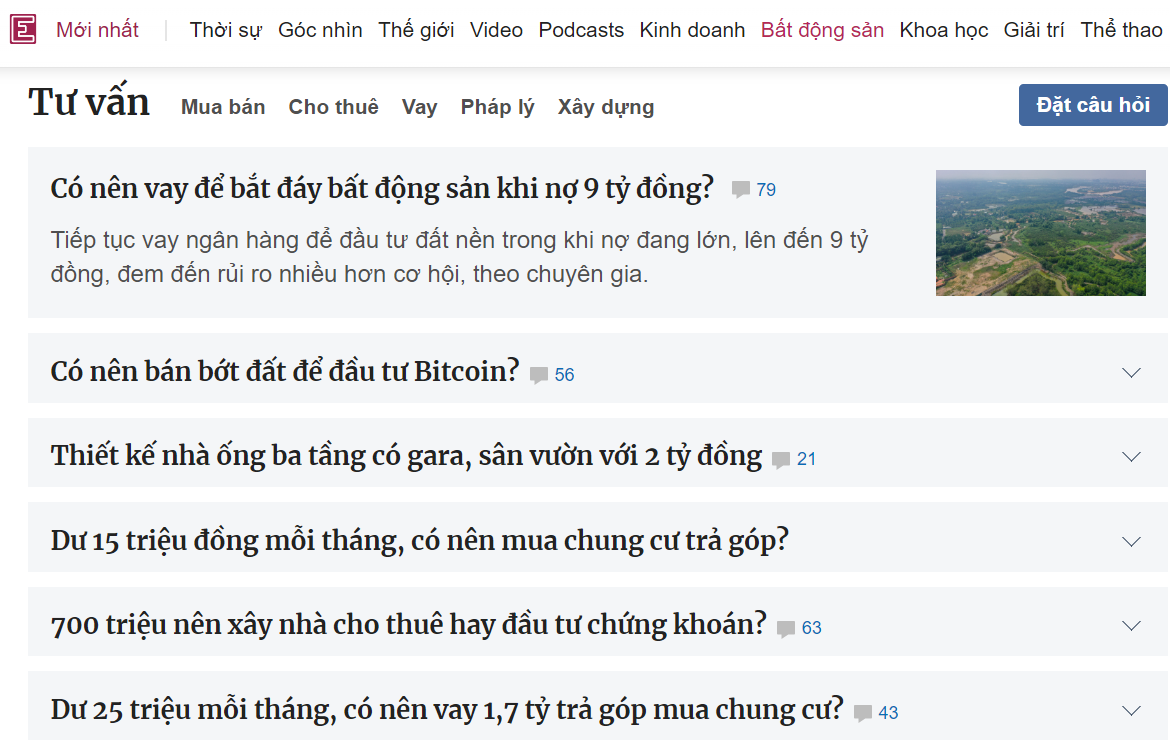 E Mới nhất Thời sự Góc nhìn Thế giới Video Podcasts Kinh doanh Bất động sản Khoa học Giải trí Thể thao
Tư vấn Mua bán Cho thuê Vay Pháp lý Xây dựng Đặt câu hỏi
Có nên vay để bắt đáy bất động sản khi nợ 9 tỷ đồng? 79
Tiếp tục vay ngân hàng để đầu tư đất nền trong khi nợ đang lớn, lên đến 9 tỷ
đồng, đem đến rủi ro nhiều hơn cơ hội, theo chuyên gia.
Có nên bán bớt đất để đầu tư Bitcoin? 56
Thiết kế nhà ống ba tầng có gara, sân vườn với 2 tỷ đồng 21
Dư 15 triệu đồng mỗi tháng, có nên mua chung cư trả góp?
700 triệu nên xây nhà cho thuê hay đầu tư chứng khoán? 63
Dư 25 triệu mỗi tháng, có nên vay 1,7 tỷ trả góp mua chung cư? 43